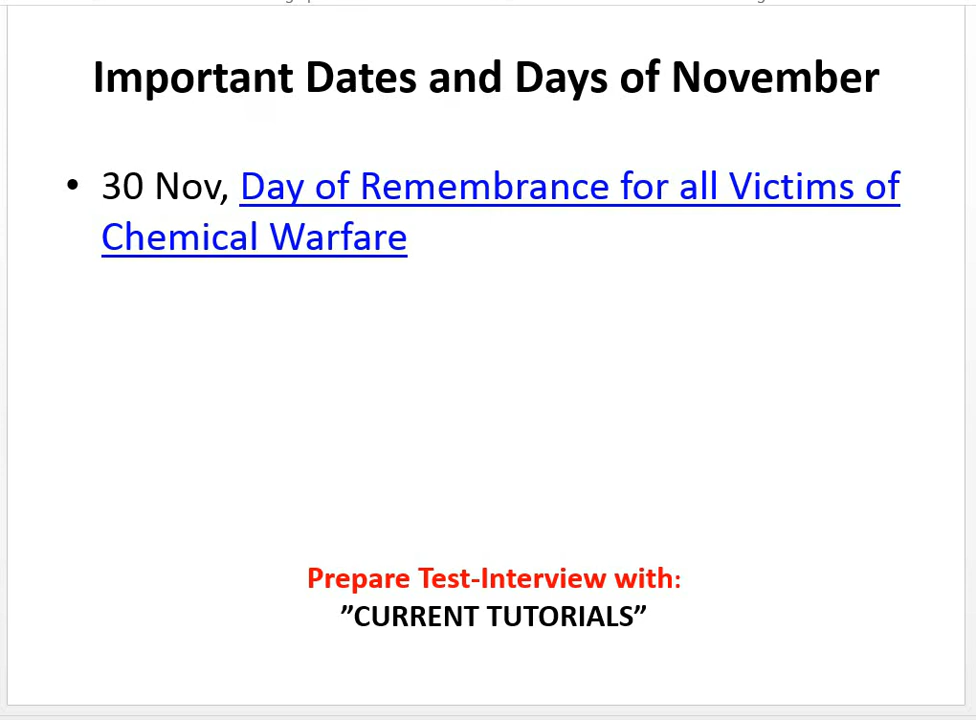 Important Dates and Days of November
• 30 Nov, Day of Remembrance for all Victims of
Chemical Warfare
Prepare Test-Interview with:
”CURRENT TUTORIALS”